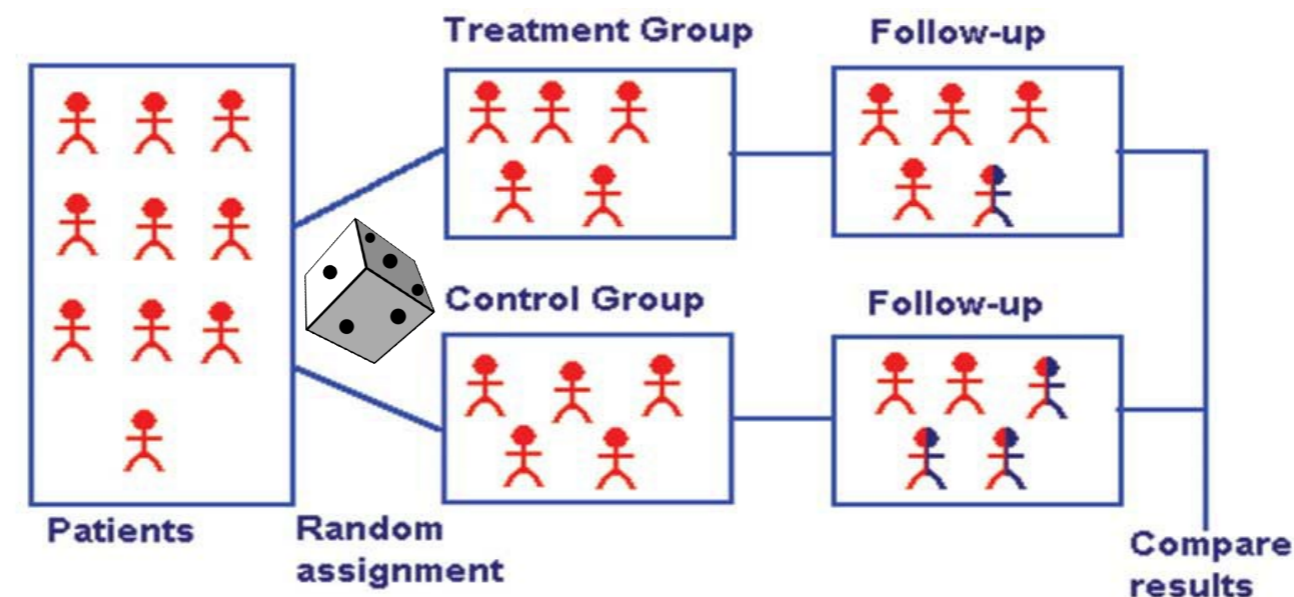 Treatment Group
Follow-up
Control Group
Follow-up
Patients
Random
assignment
Compare
results